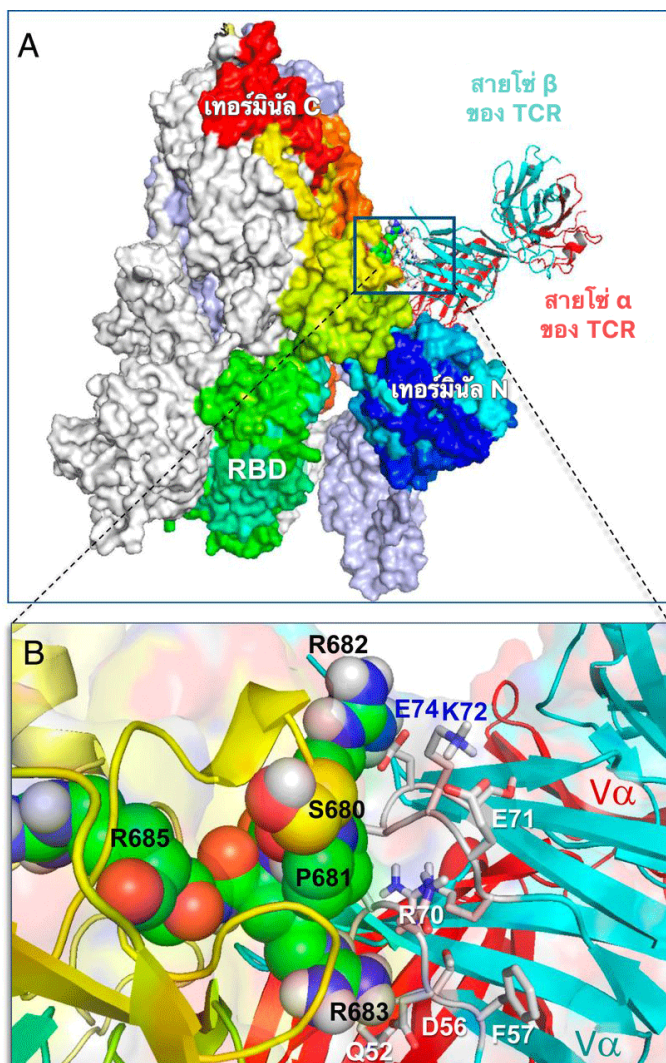 A
เทอร์มินัล C
สายโซ่ β
ของ TCR
สายโซ่ α
ของ TCR
เทอร์มินัล N
RBD
B
R682
E74
K72
Vα
S680
E71
R685
P681
R70
R683
D56
F57
Q52
Vα